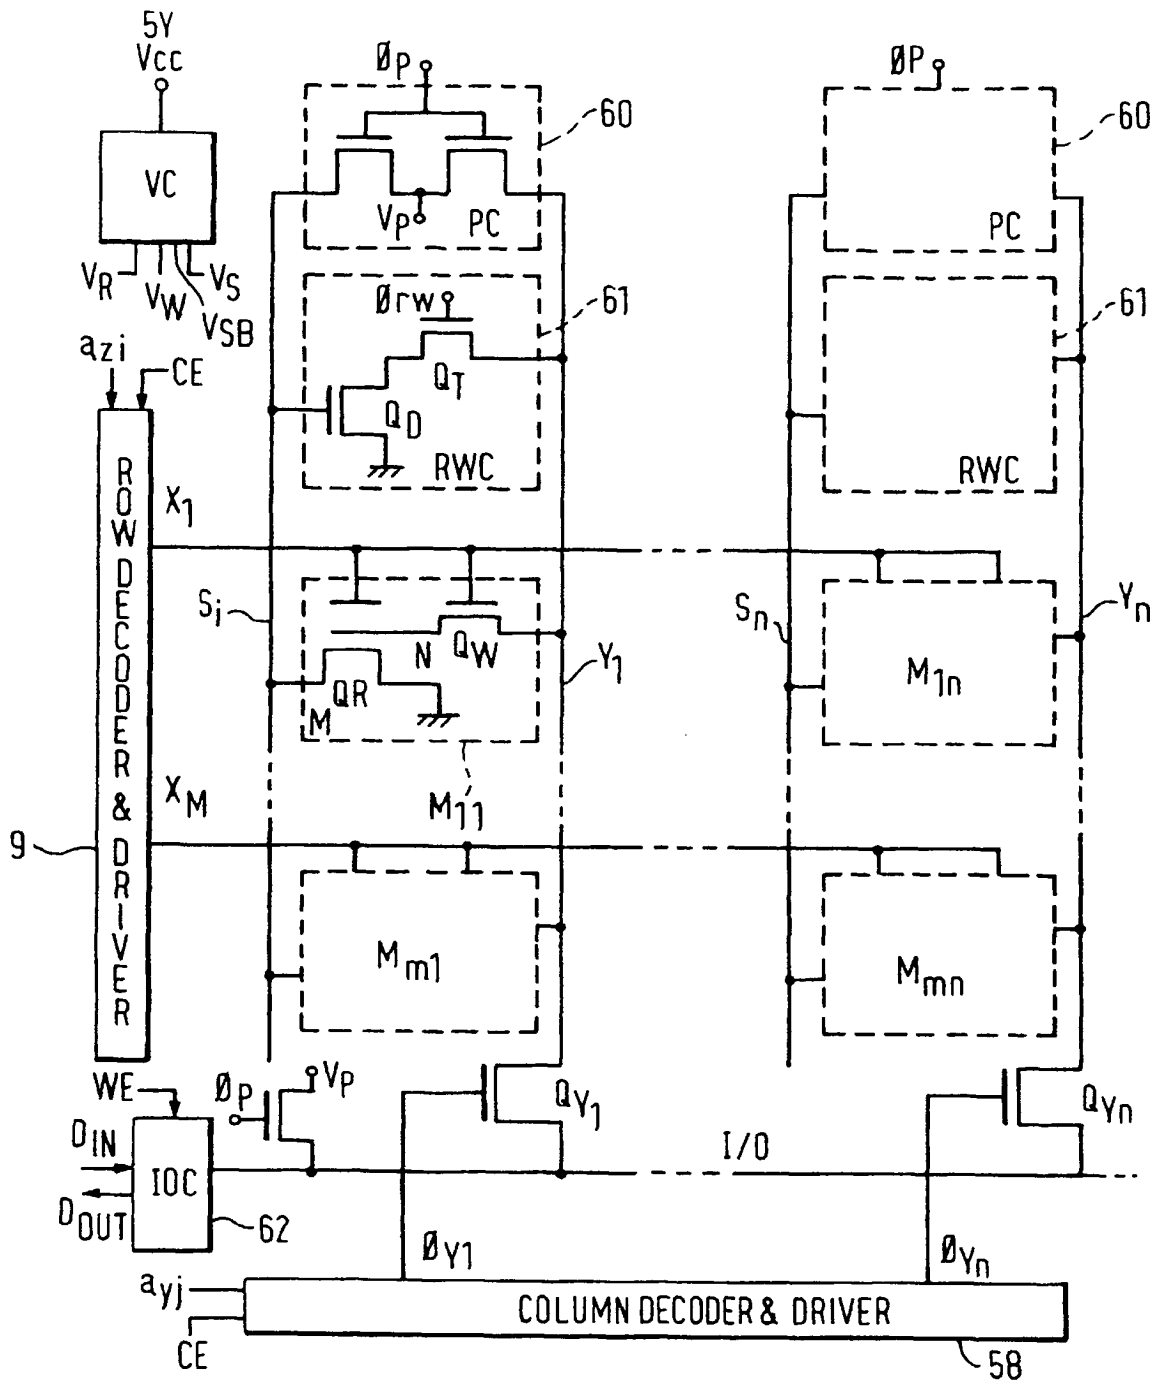 5Y
Vcc
VC
VR
VW
VSB
VS
ØP
60
VP
PC
Ørw
61
QT
QD
RWC
ØP
60
PC
61
RWC
azi
CE
ROW DECODER & DRIVER
9
X1
Si
N
QW
QR
M
Y1
M11
Sn
M1n
Yn
XM
Mm1
Mmn
WE
ØP
VP
QY1
QYn
DIN
DOUT
IOC
62
I/O
ØY1
ØYn
ayj
CE
COLUMN DECODER & DRIVER
58